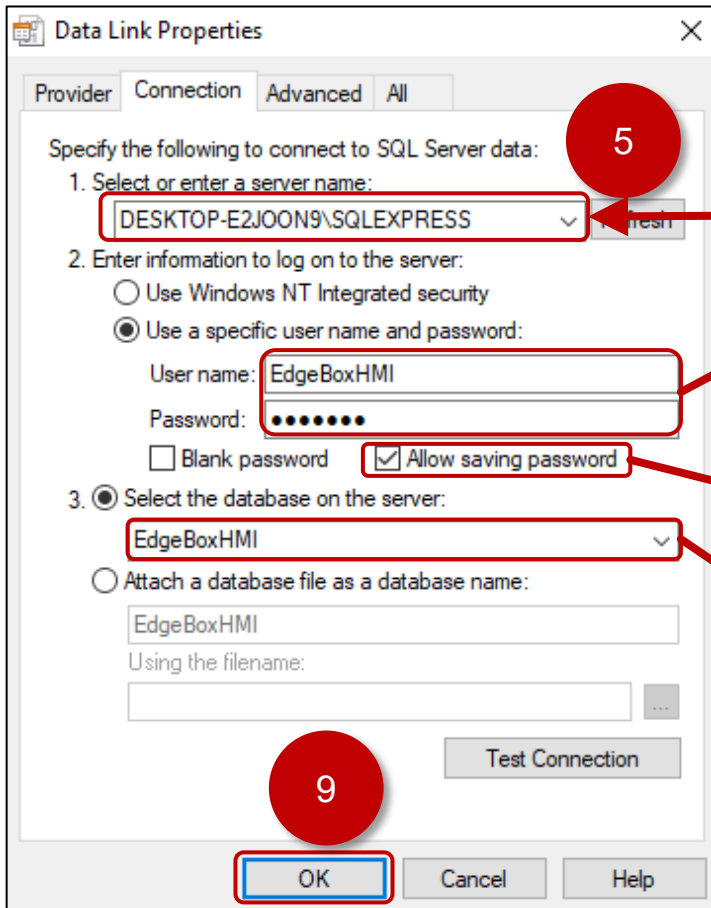 Data Link Properties
Provider Connection Advanced All
5
Specify the following to connect to SQL Server data:
1. Select or enter a server name:
DESKTOP-E2JOON9\SQLEXPRESS
2. Enter information to log on to the server:
Use Windows NT Integrated security
Use a specific user name and password:
User name: EdgeBoxHMI
Password: ●●●●●●●
Blank password Allow saving password
3. Select the database on the server:
EdgeBoxHMI
Attach a database file as a database name:
EdgeBoxHMI
Using the filename:
...
Test Connection
9
OK Cancel Help